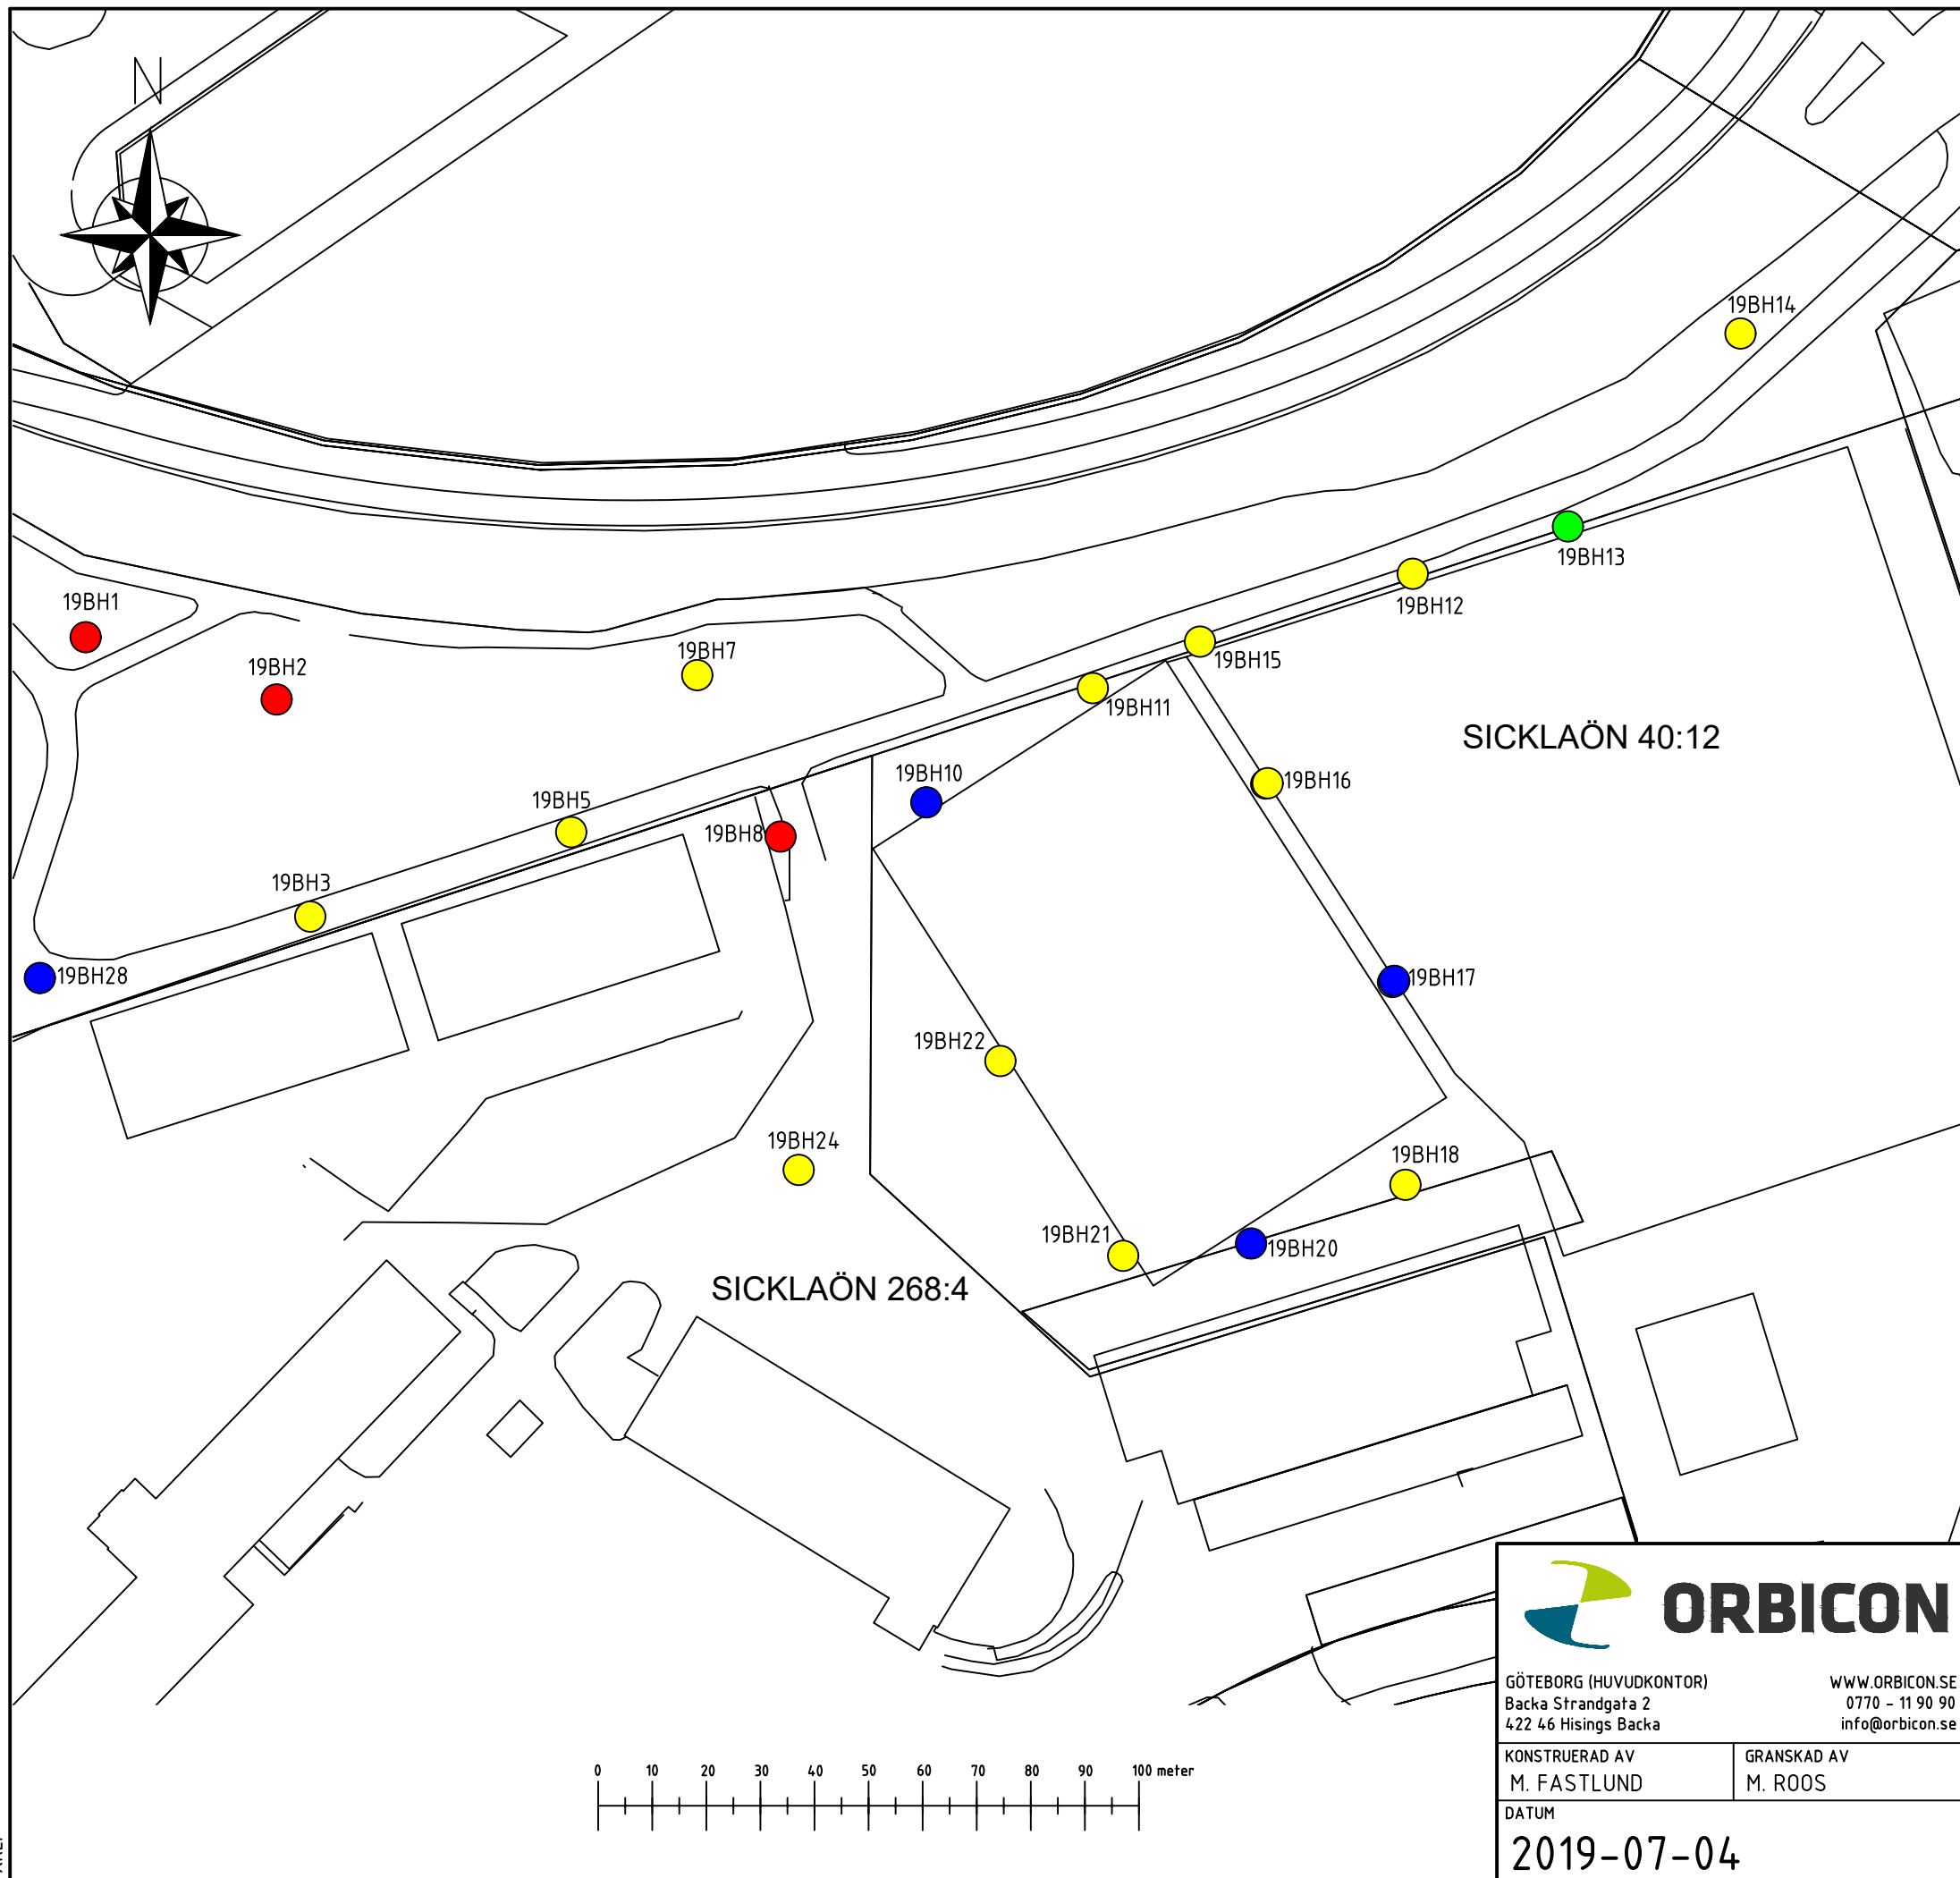 N
19BH14
19BH13
19BH12
19BH1
19BH15
19BH7
19BH2
19BH11
SICKLAÖN 40:12
19BH10
19BH16
19BH5
19BH8
19BH3
19BH28
19BH17
19BH22
19BH24
19BH18
19BH21
19BH20
SICKLAÖN 268:4
ORBICON
GÖTEBORG (HUVUDKONTOR)
Backa Strandgata 2
422 46 Hisings Backa
WWW.ORBICON.SE
0770 - 11 90 90
info@orbicon.se
KONSTRUERAD AV
M. FASTLUND
GRANSKAD AV
M. ROOS
DATUM
2019-07-04
0 10 20 30 40 50 60 70 80 90 100 meter